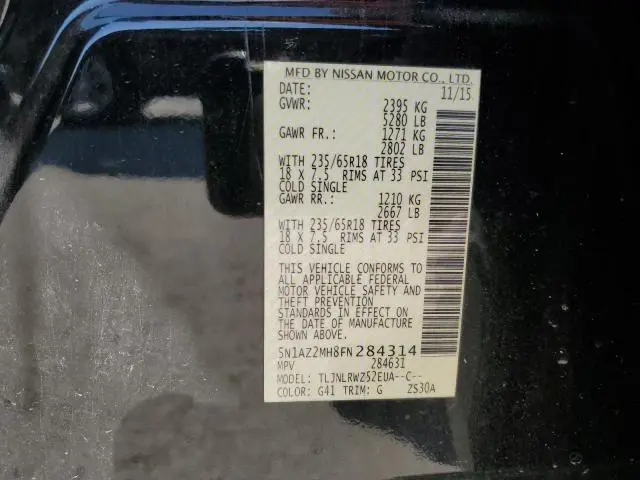 MFD BY NISSAN MOTOR CO., LTD.
DATE: 11/15
GVWR: 2395 KG
5280 LB
GAWR FR.: 1271 KG
2802 LB
WITH 235/65R18 TIRES
18 X 7.5 RIMS AT 33 PSI
COLD SINGLE
GAWR RR.: 1210 KG
2667 LB
WITH 235/65R18 TIRES
18 X 7.5 RIMS AT 33 PSI
COLD SINGLE
THIS VEHICLE CONFORMS TO
ALL APPLICABLE FEDERAL
MOTOR VEHICLE SAFETY AND
THEFT PREVENTION
STANDARDS IN EFFECT ON
THE DATE OF MANUFACTURE
SHOWN ABOVE.
5N1AZ2MH8FN284314
MPV 284631
MODEL: TLJNLRWZ52EUA--C--
COLOR: G41 TRIM: G ZS30A